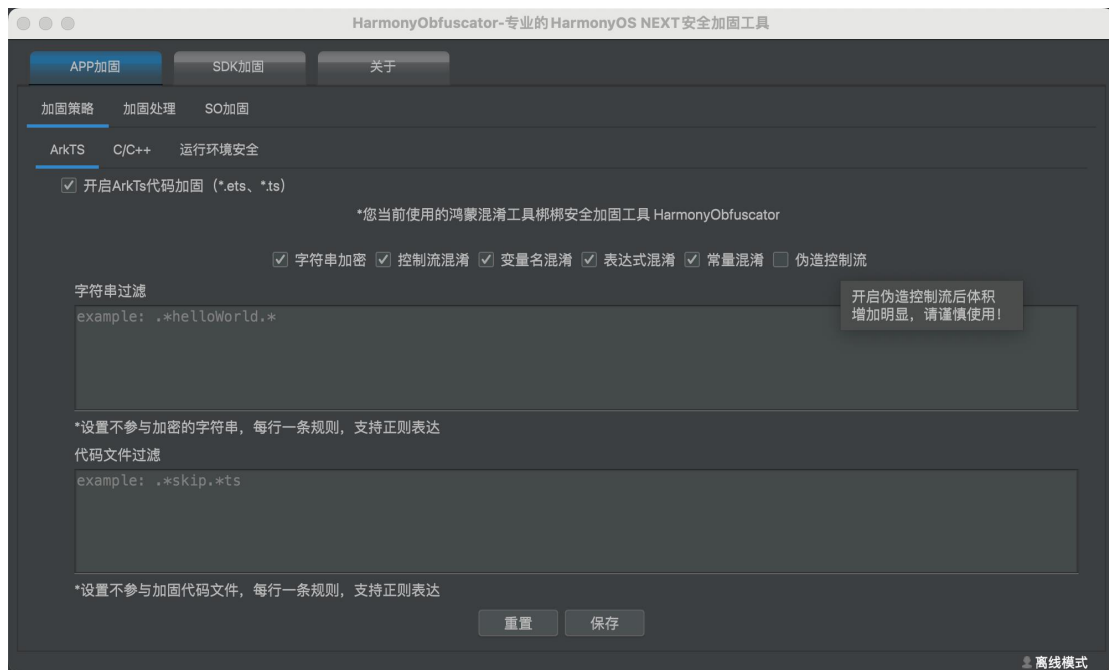 HarmonyObfuscator-专业的HarmonyOS NEXT安全加固工具
APP加固 SDK加固 关于
加固策略 加固处理 SO加固
ArkTS C/C++ 运行环境安全
开启ArkTs代码加固（*.ets、*.ts）
*您当前使用的鸿蒙混淆工具梆梆安全加固工具 HarmonyObfuscator
字符串加密 控制流混淆 变量名混淆 表达式混淆 常量混淆 伪造控制流
字符串过滤
开启伪造控制流后体积
增加明显，请谨慎使用！
example: .*helloWorld.*
*设置不参与加密的字符串，每行一条规则，支持正则表达
代码文件过滤
example: .*skip.*ts
*设置不参与加固代码文件，每行一条规则，支持正则表达
重置 保存
离线模式